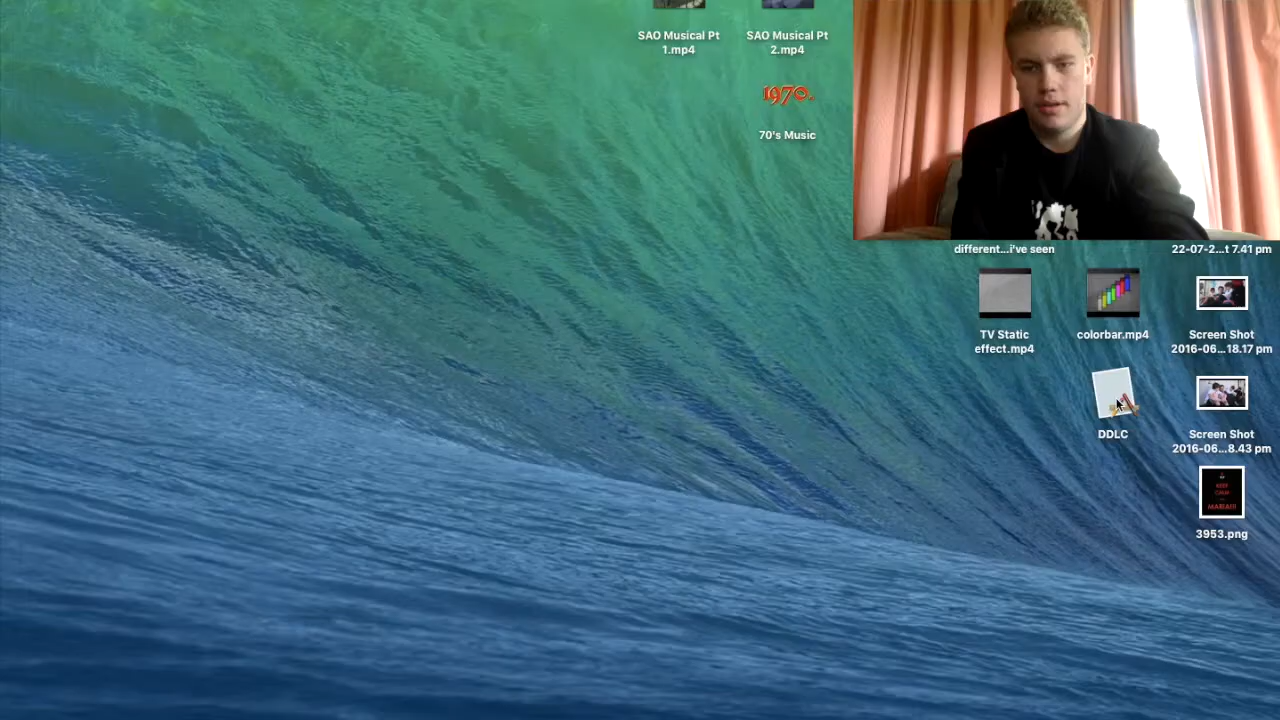 SAO Musical Pt
1.mp4
SAO Musical Pt
2.mp4
1970.
70's Music
different...i've seen
22-07-2...t 7.41 pm
TV Static
effect.mp4
colorbar.mp4
Screen Shot
2016-06...18.17 pm
DDLC
Screen Shot
2016-06...8.43 pm
KEEP
CALM
3953.png